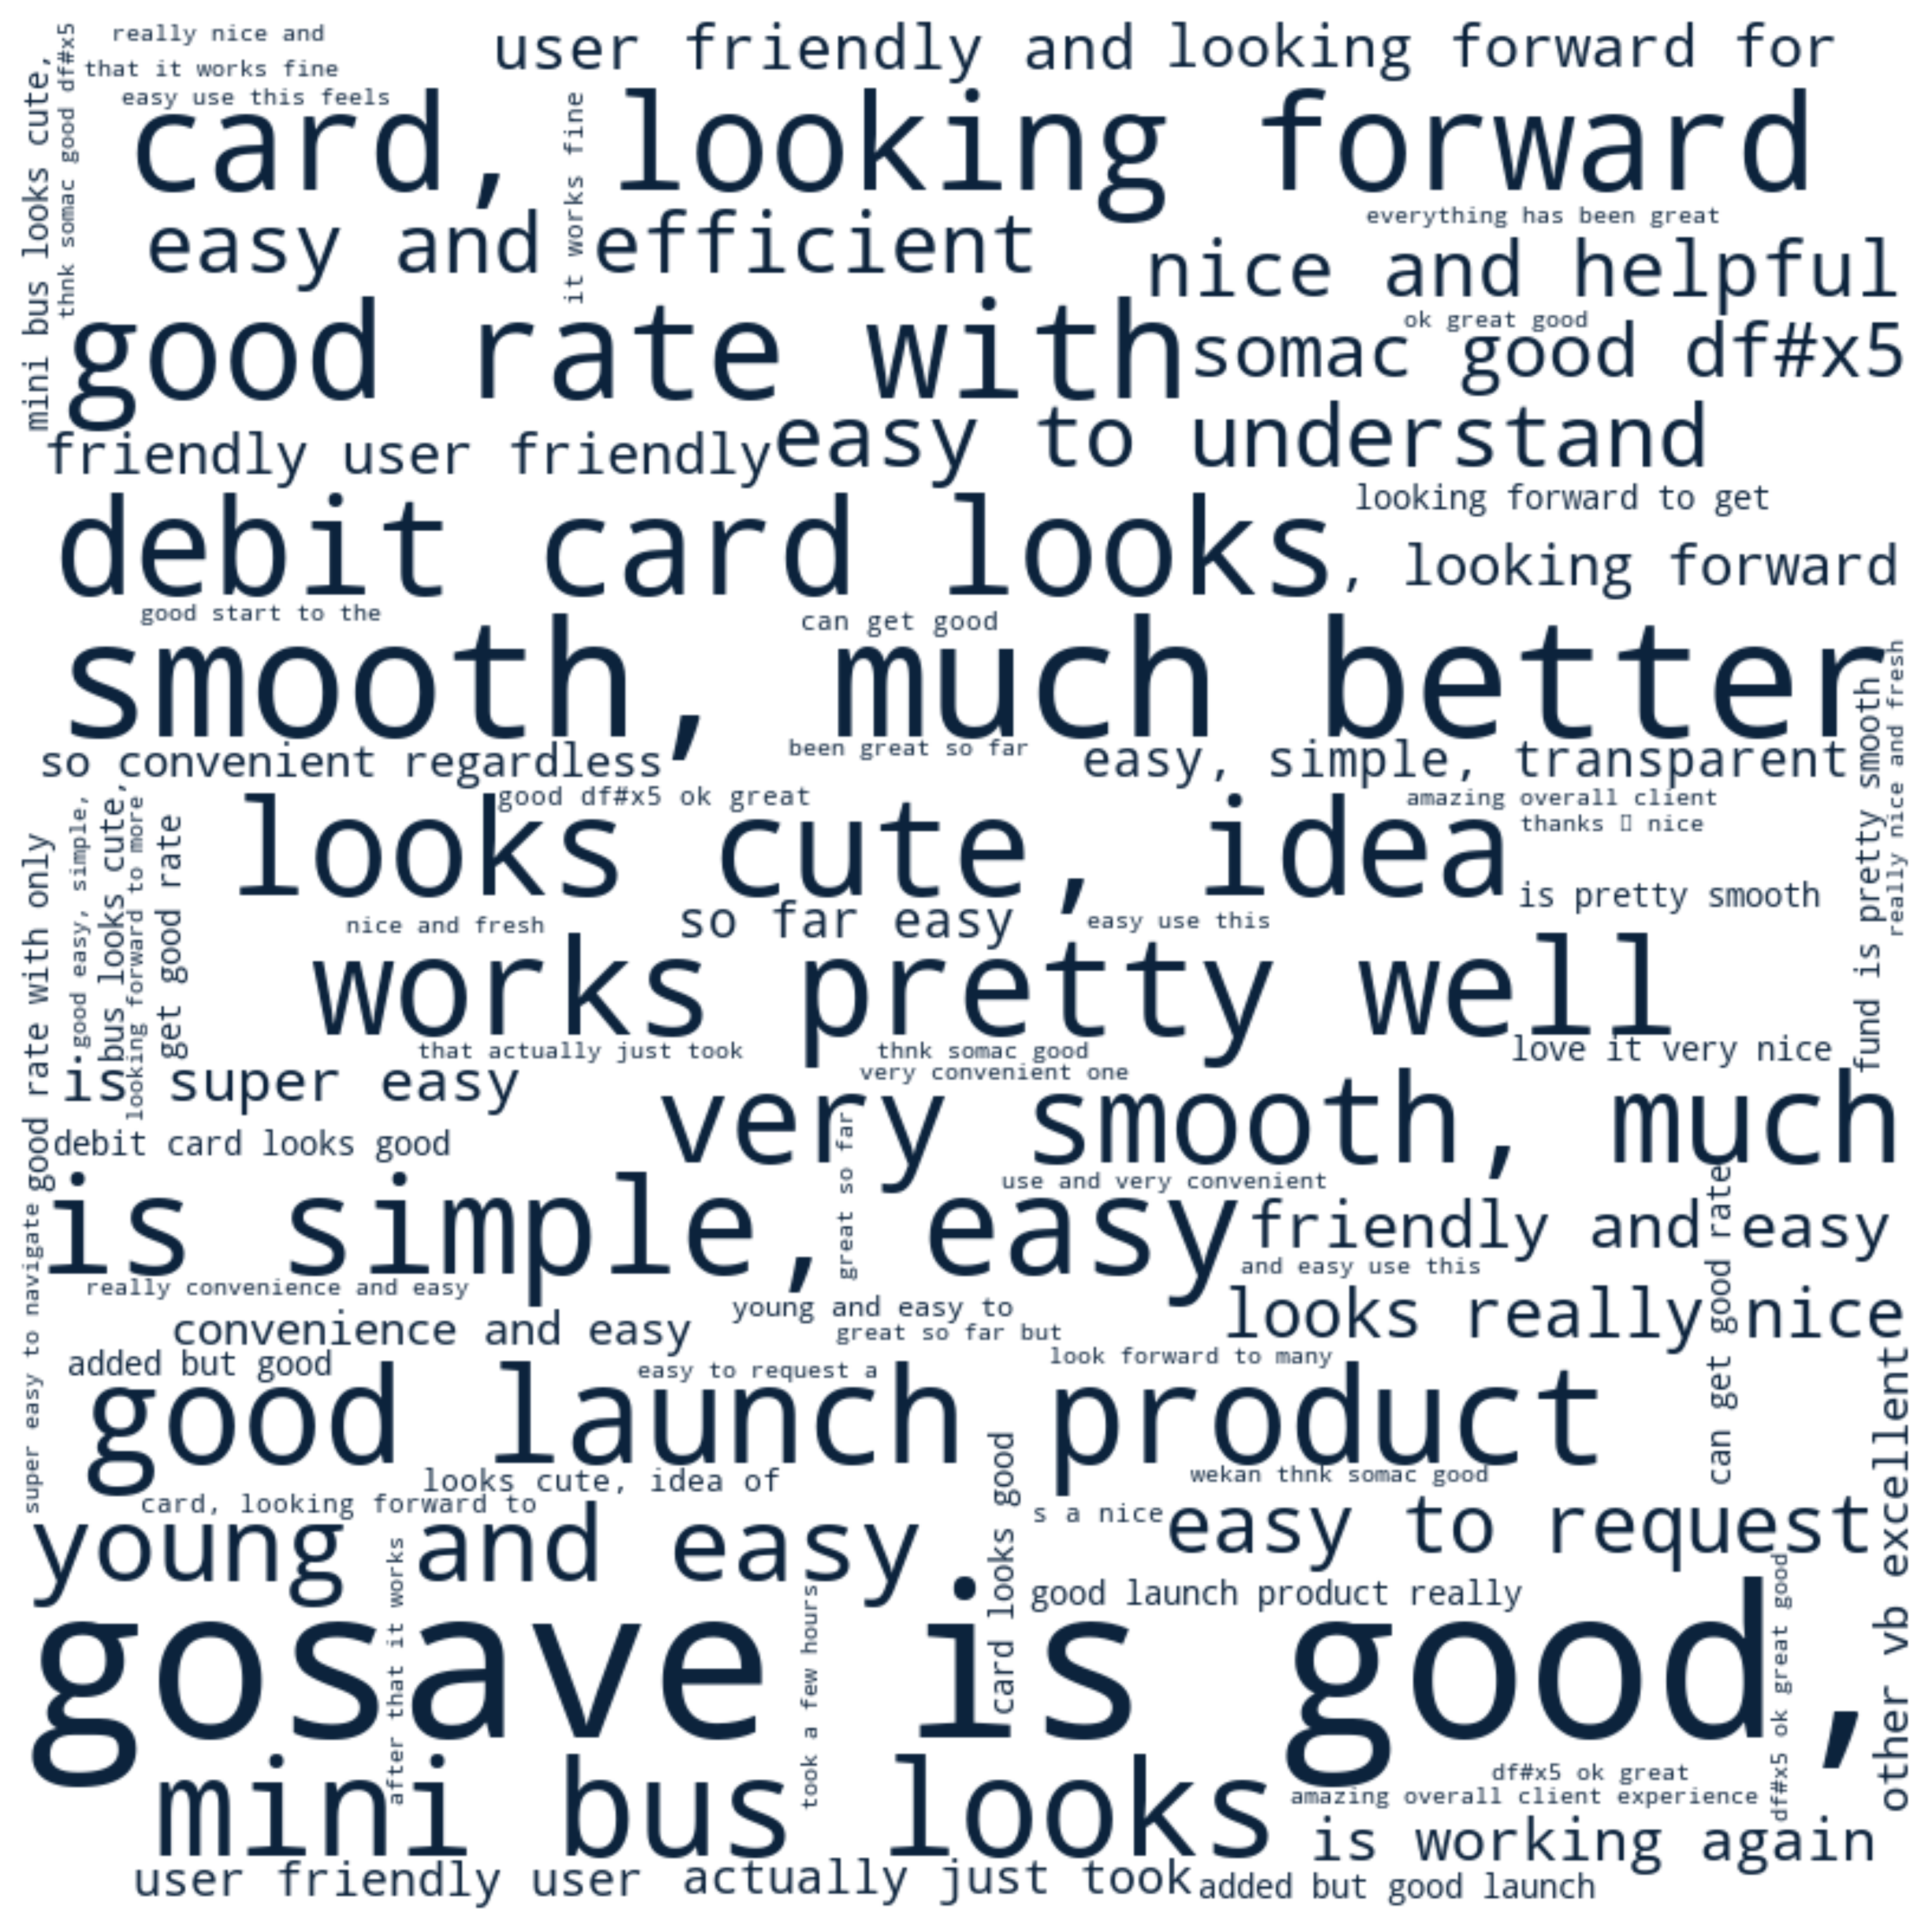 really nice and
user friendly and
looking forward for
that it works fine
easy use this feels
mini bus looks cute,
thnk somac good df#x5
card, looking forward
it works fine
everything has been great
easy and efficient
nice and helpful
ok great good
good rate with
somac good df#x5
friendly user friendly
easy to understand
looking forward to get
debit card looks
, looking forward
good start to the
can get good
smooth, much better
so convenient regardless
been great so far
easy, simple, transparent
fund is pretty smooth
really nice and fresh
good df#x5 ok great
amazing overall client
looks cute, idea
thanks nice
is pretty smooth
good rate with only
good easy, simple,
bus looks cute,
looking forward to more
get good rate
nice and fresh
so far easy
easy use this
works pretty well
that actually just took
thnk somac good
love it very nice
is super easy
very convenient one
very smooth, much
debit card looks good
great so far
use and very convenient
is simple, easy
friendly and easy
can get good rate
super easy to navigate
and easy use this
really convenience and easy
young and easy to
looks really nice
convenience and easy
great so far but
added but good
easy to request a
look forward to many
good launch product
other vb excellent
looks cute, idea of
card looks good
wekan thnk somac good
card, looking forward to
s a nice
easy to request
young and easy
after that it works
took a few hours
good launch product really
df#x5 ok great good
gosave is good,
df#x5 ok great
mini bus looks
amazing overall client experience
is working again
user friendly user
actually just took
added but good launch